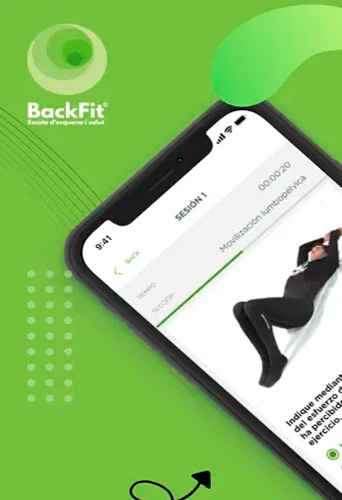 BackFit®
Escola d'esquena i salut
9:41
BACK
SESIÓN 1
TIEMPO
00:00:20
SECCIÓN
Movilización lumbopélvica
Indique mediant
del esfuerzo d
ha percibido
ejercicio.